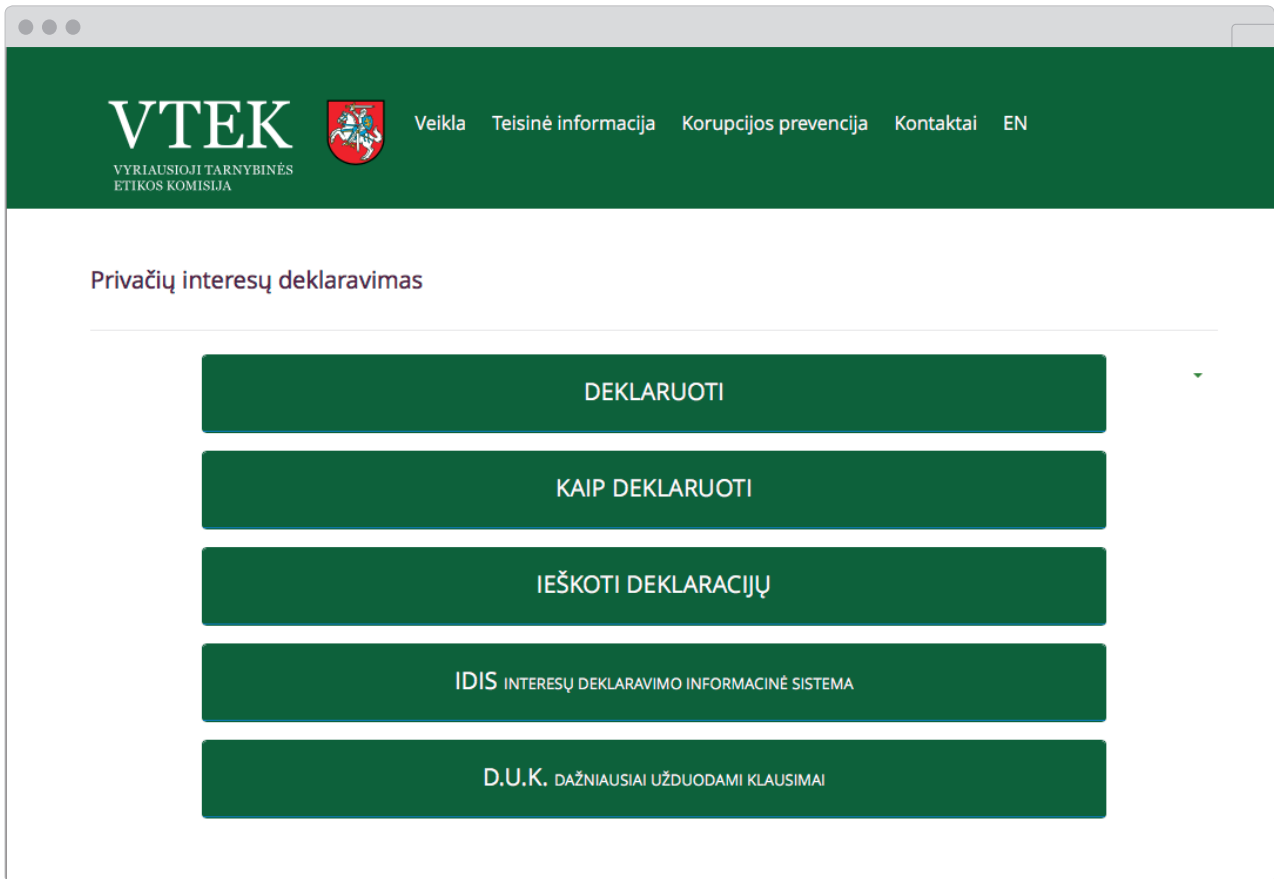 VTEK
VYRIAUSIOJI TARNYBINĖS
ETIKOS KOMISIJA
Veikla Teisinė informacija Korupcijos prevencija Kontaktai EN
Privačių interesų deklaravimas
DEKLARUOTI
KAIP DEKLARUOTI
IEŠKOTI DEKLARACIJŲ
IDIS INTERESŲ DEKLARAVIMO INFORMACINĖ SISTEMA
D.U.K. DAŽNIAUSIAI UŽDUODAMI KLAUSIMAI